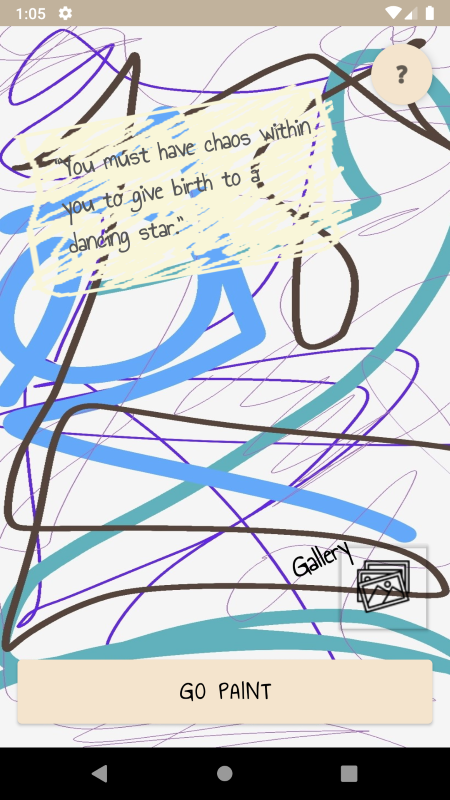 1:05
?
"You must have chaos within
you to give birth to a
dancing star."
Gallery
GO PAINT